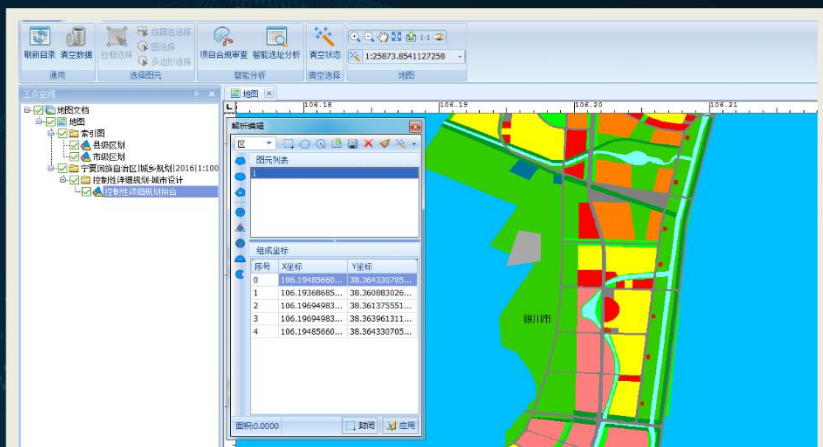 刷新目录
清空数据
通用
拉框选择
按属性选择
圆选择
多边形选择
选择图元
项目合规审查
智能选址分析
智能分析
清空状态
清空选择
1:1
1:25873.8541127258
地图
工作空间
地图文档
地图
索引图
县级区划
市级区划
宁夏回族自治区|城乡规划|2016|1:100
控制性详细规划-城市设计
控制性详细规划拼合
地图
106.18
106.19
106.20
106.21
解析编辑
区
图元列表
1
组成坐标
序号 X坐标 Y坐标
0 106.19485660... 38.364330705...
1 106.19368685... 38.360883026...
2 106.19694983... 38.361375551...
3 106.19694983... 38.363961311...
4 106.19485660... 38.364330705...
面积:0.0000
封闭
应用
银川市